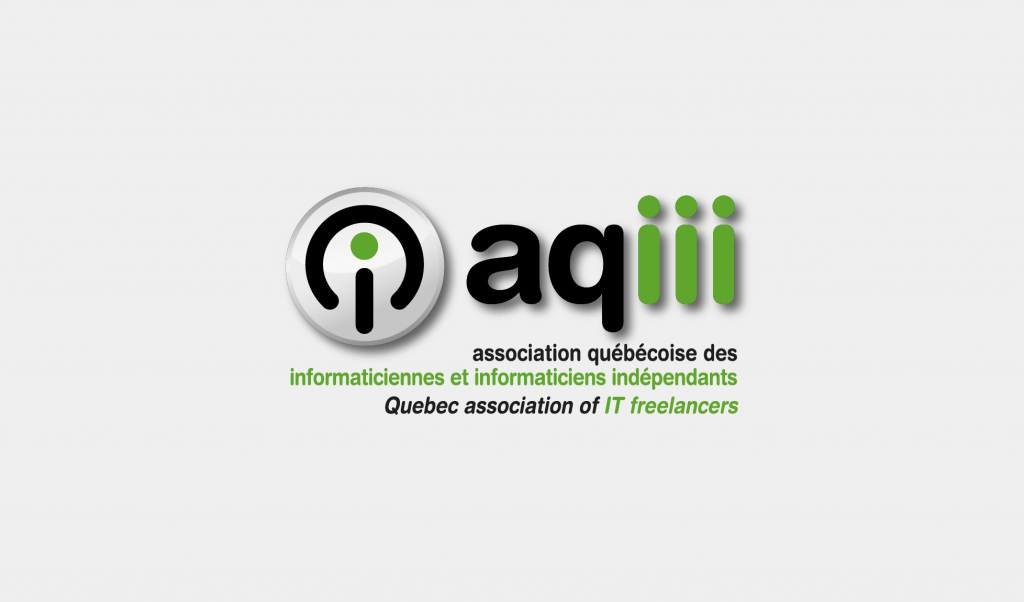 aqiii
association québécoise des
informaticiennes et informaticiens indépendants
Quebec association of IT freelancers